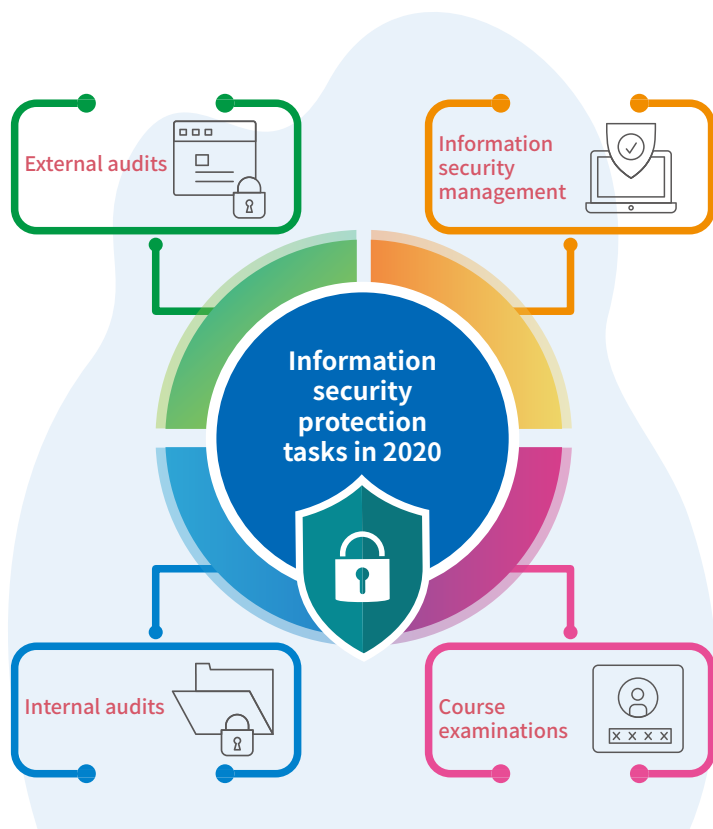 External audits
Information
security
management
Information
security
protection
tasks in 2020
Internal audits
Course
examinations
x x x x